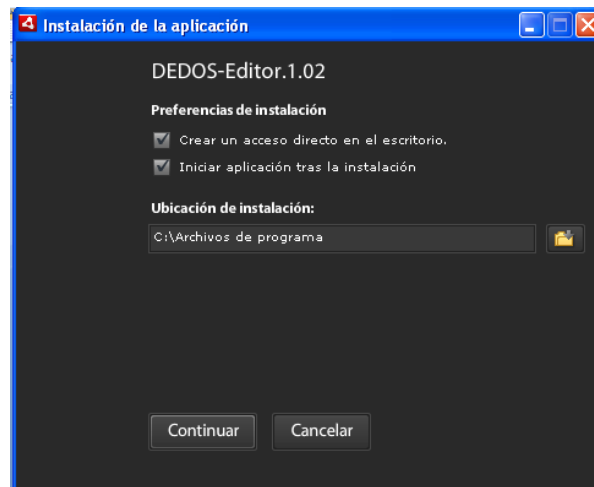 Instalación de la aplicación
DEDOS-Editor.1.02
Preferencias de instalación
Crear un acceso directo en el escritorio.
Iniciar aplicación tras la instalación
Ubicación de instalación:
C:\Archivos de programa
Continuar Cancelar